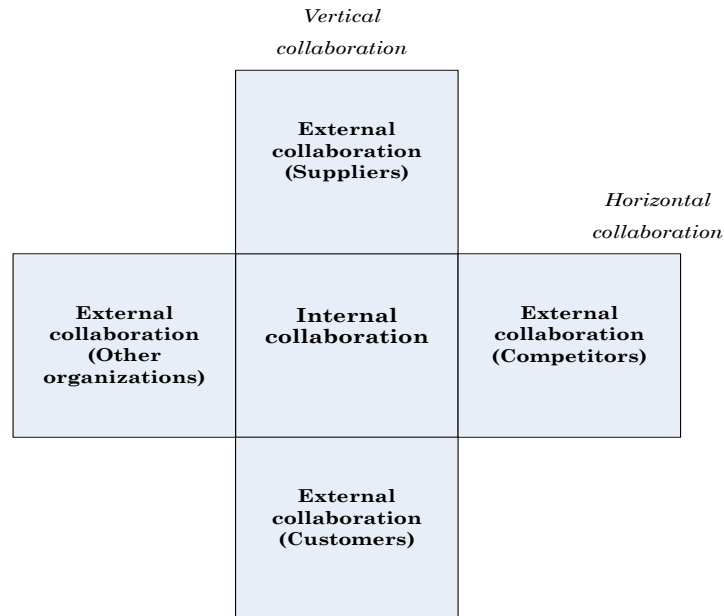 Vertical
collaboration
External
collaboration
(Suppliers)
Horizontal
collaboration
External
collaboration
(Other
organizations)
Internal
collaboration
External
collaboration
(Competitors)
External
collaboration
(Customers)